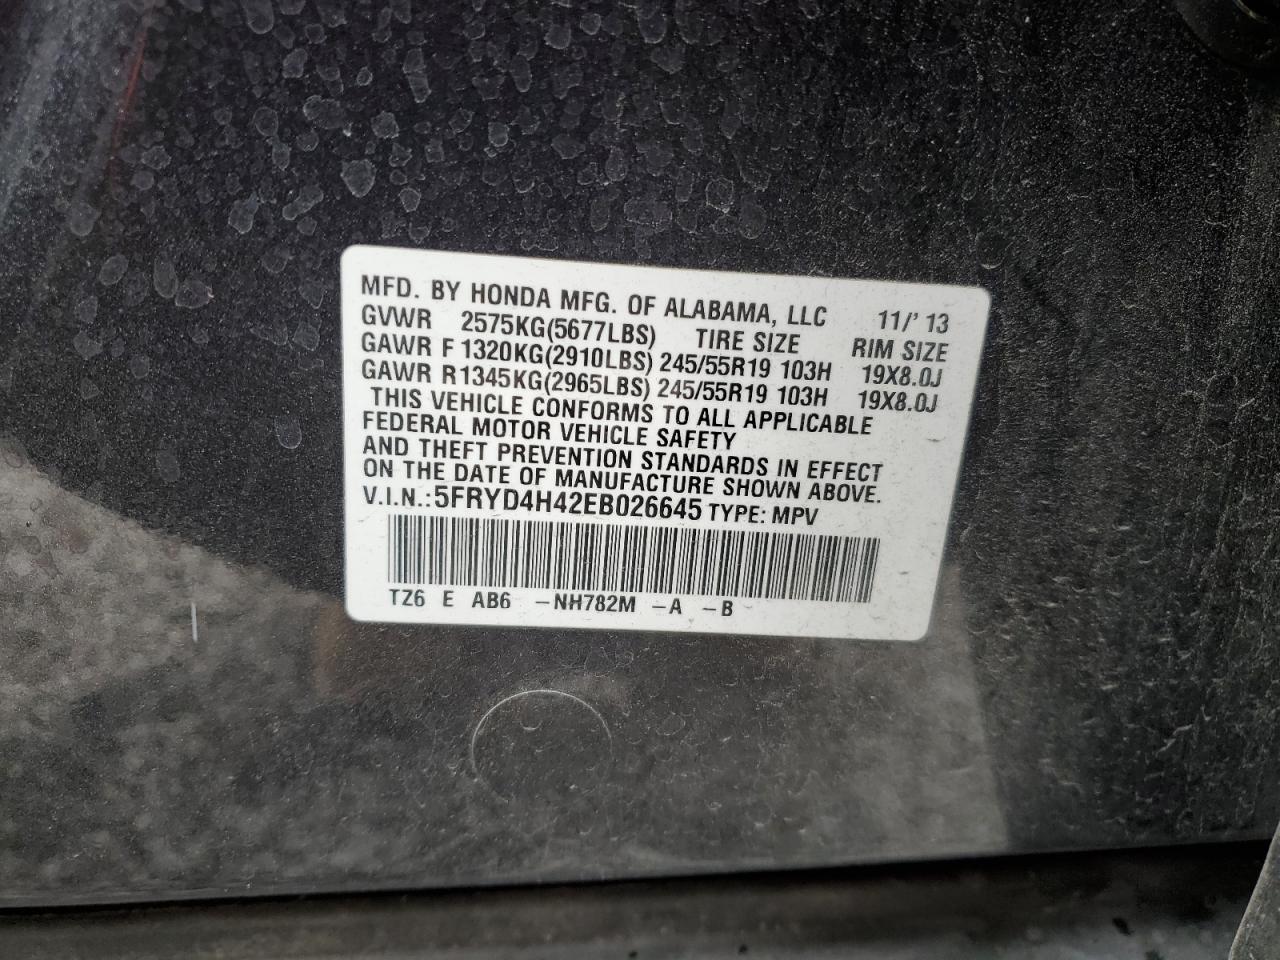 MFD. BY HONDA MFG. OF ALABAMA, LLC 11/'13
GVWR 2575KG(5677LBS) TIRE SIZE RIM SIZE
GAWR F 1320KG(2910LBS) 245/55R19 103H 19X8.0J
GAWR R1345KG(2965LBS) 245/55R19 103H 19X8.0J
THIS VEHICLE CONFORMS TO ALL APPLICABLE
FEDERAL MOTOR VEHICLE SAFETY
AND THEFT PREVENTION STANDARDS IN EFFECT
ON THE DATE OF MANUFACTURE SHOWN ABOVE.
V.I.N.:5FRYD4H42EB026645 TYPE: MPV
TZ6 E AB6 -NH782M -A -B